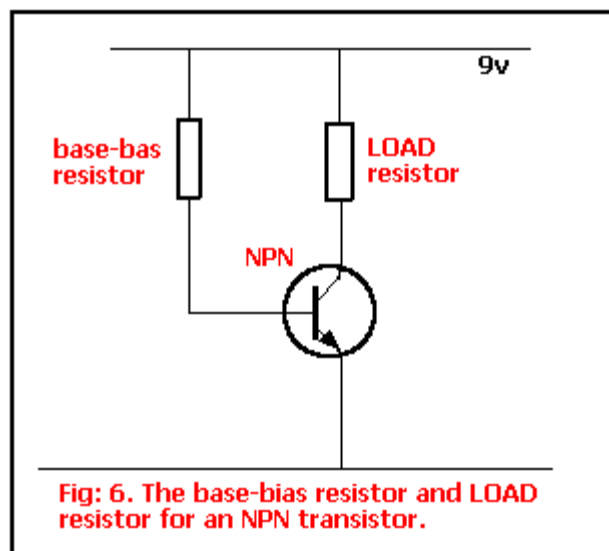 9v
base-bas
resistor
LOAD
resistor
NPN
Fig: 6. The base-bias resistor and LOAD
resistor for an NPN transistor.